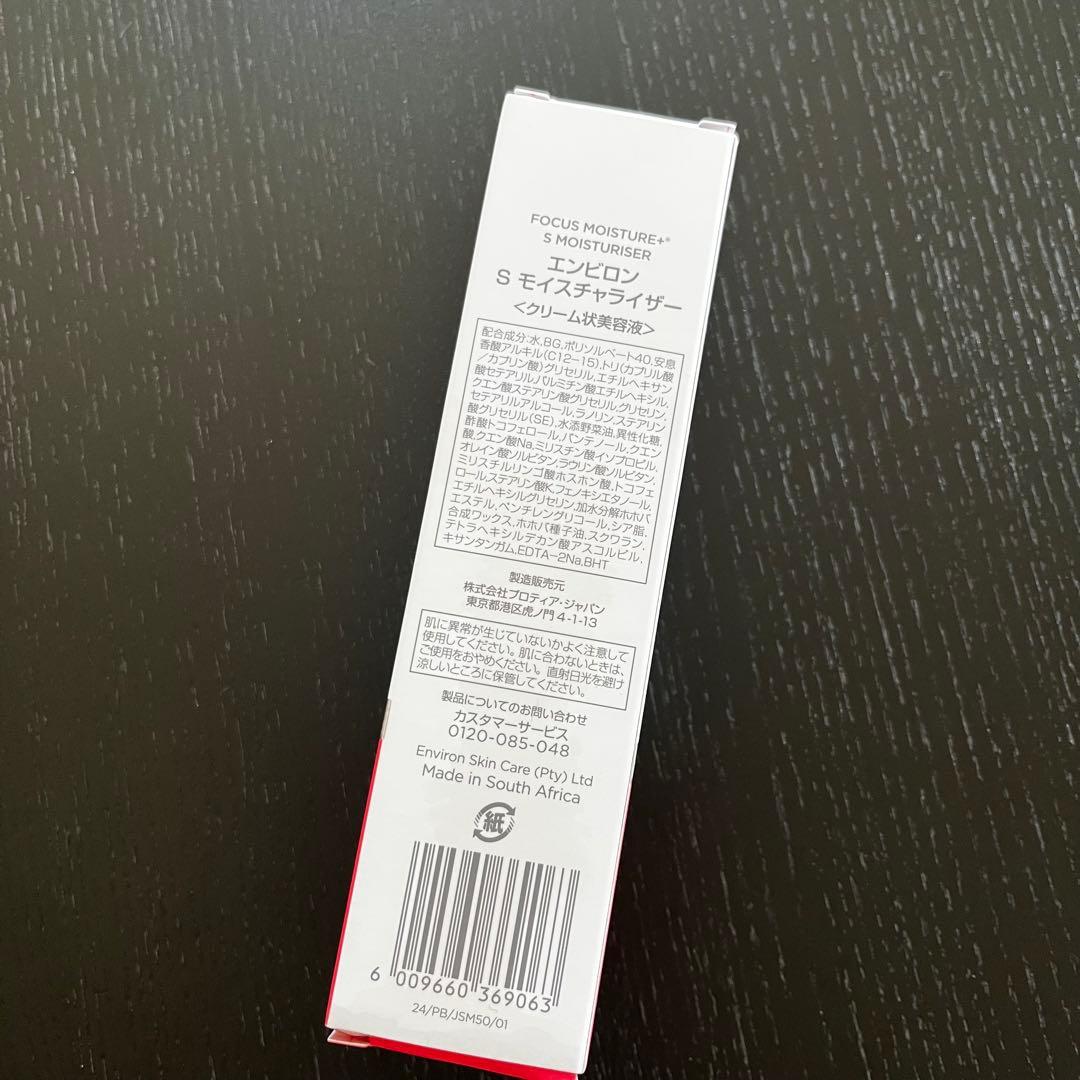 FOCUS MOISTURE+®
S MOISTURISER
エンビロン
S モイスチャライザー
<クリーム状美容液>
配合成分:水,BG,ポリソルベート40,安息
香酸アルキル(C12-15),トリ(カプリル酸
/カプリン酸)グリセリル,エチルヘキサン
酸セテアリル,パルミチン酸エチルヘキシル,
クエン酸ステアリン酸グリセリル,グリセリン,
セテアリルアルコール,ラノリン,ステアリン
酸グリセリル(SE),水添野菜油,異性化糖,
酢酸トコフェロール,パンテノール,クエン
酸,クエン酸Na,ミリスチン酸イソプロピル,
オレイン酸ソルビタン,ラウリン酸ソルビタン,
ミリスチルリンゴ酸ホスホン酸,トコフェ
ロール,ステアリン酸K,フェノキシエタノール,
エチルヘキシルグリセリン,加水分解ホホバ
エステル,ペンチレングリコール,シア脂,
合成ワックス,ホホバ種子油,スクワラン,
テトラヘキシルデカン酸アスコルビル,
キサンタンガム,EDTA-2Na,BHT
製造販売元
株式会社プロティア・ジャパン
東京都港区虎ノ門4-1-13
肌に異常が生じていないかよく注意して
使用してください。肌に合わないときは、
ご使用をおやめください。直射日光を避け
涼しいところに保管してください。
製品についてのお問い合わせ
カスタマーサービス
0120-085-048
Environ Skin Care (Pty) Ltd
Made in South Africa
紙
6 009660 369063
24/PB/JSM50/01